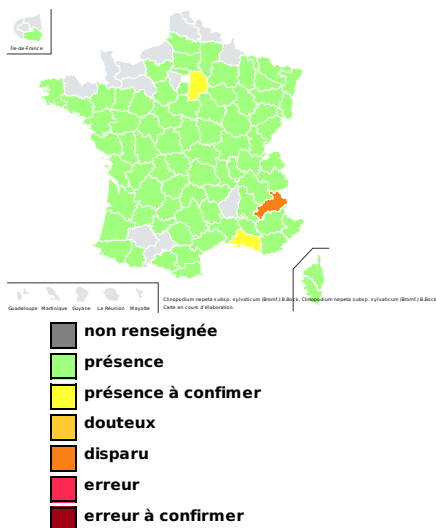 Île-de-France
Guadeloupe Martinique Guyane La Réunion Mayotte
Clinopodium nepeta subsp. sylvaticum (Bromf.) B.Bock, Clinopodium nepeta subsp. sylvaticum (Bromf.) B.Bock
Carte en cours d'élaboration.
non renseignée
présence
présence à confimer
douteux
disparu
erreur
erreur à confirmer